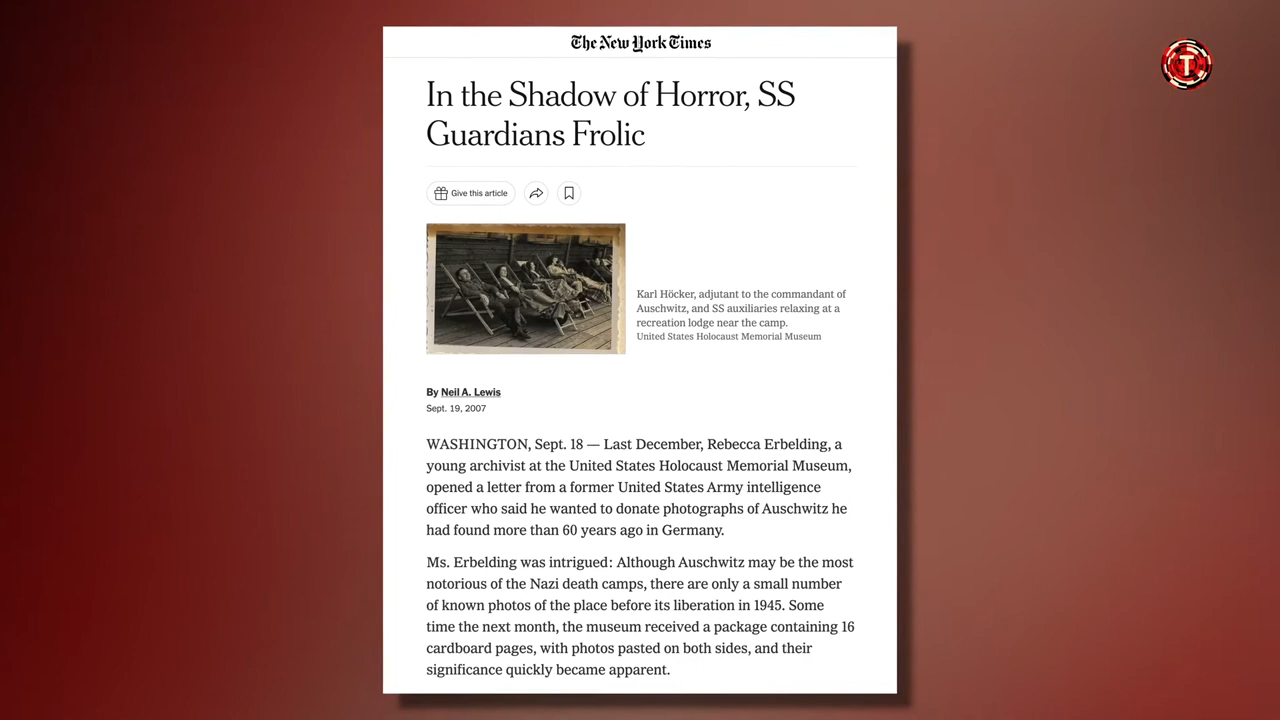 The New York Times
T
In the Shadow of Horror, SS
Guardians Frolic
Give this article
Karl Höcker, adjutant to the commandant of
Auschwitz, and SS auxiliaries relaxing at a
recreation lodge near the camp.
United States Holocaust Memorial Museum
By Neil A. Lewis
Sept. 19, 2007
WASHINGTON, Sept. 18 — Last December, Rebecca Erbelding, a
young archivist at the United States Holocaust Memorial Museum,
opened a letter from a former United States Army intelligence
officer who said he wanted to donate photographs of Auschwitz he
had found more than 60 years ago in Germany.
Ms. Erbelding was intrigued: Although Auschwitz may be the most
notorious of the Nazi death camps, there are only a small number
of known photos of the place before its liberation in 1945. Some
time the next month, the museum received a package containing 16
cardboard pages, with photos pasted on both sides, and their
significance quickly became apparent.